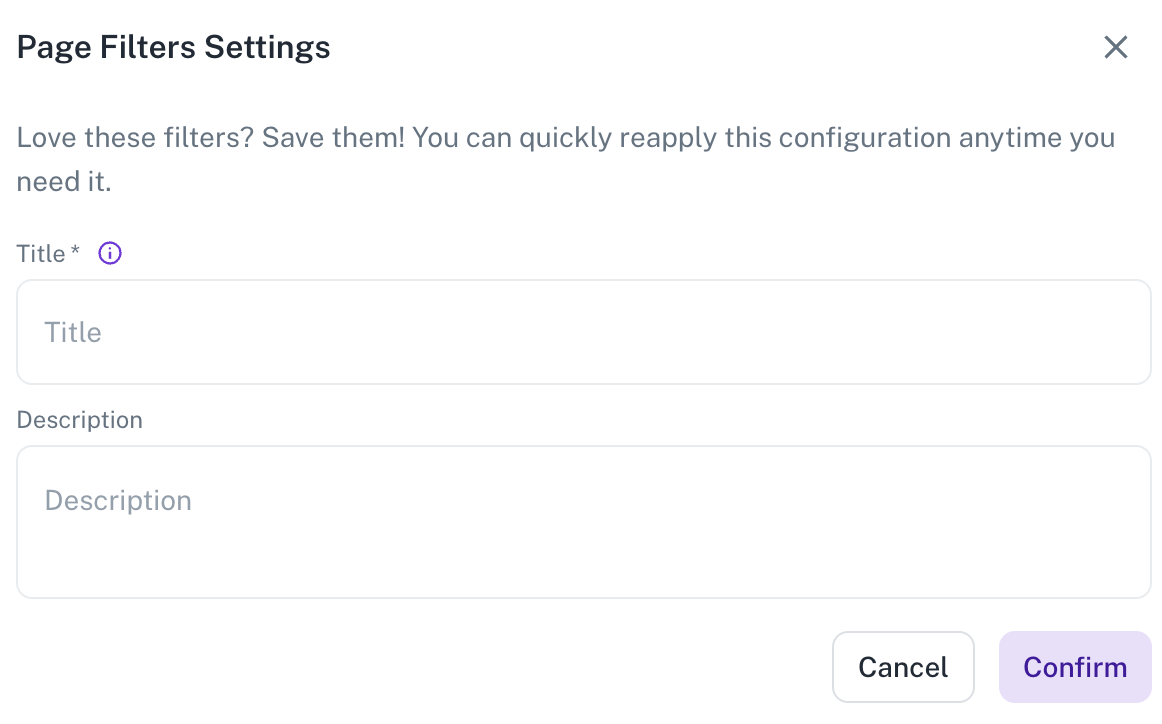 Page Filters Settings
Love these filters? Save them! You can quickly reapply this configuration anytime you
need it.
Title *
Title
Description
Description
Cancel
Confirm